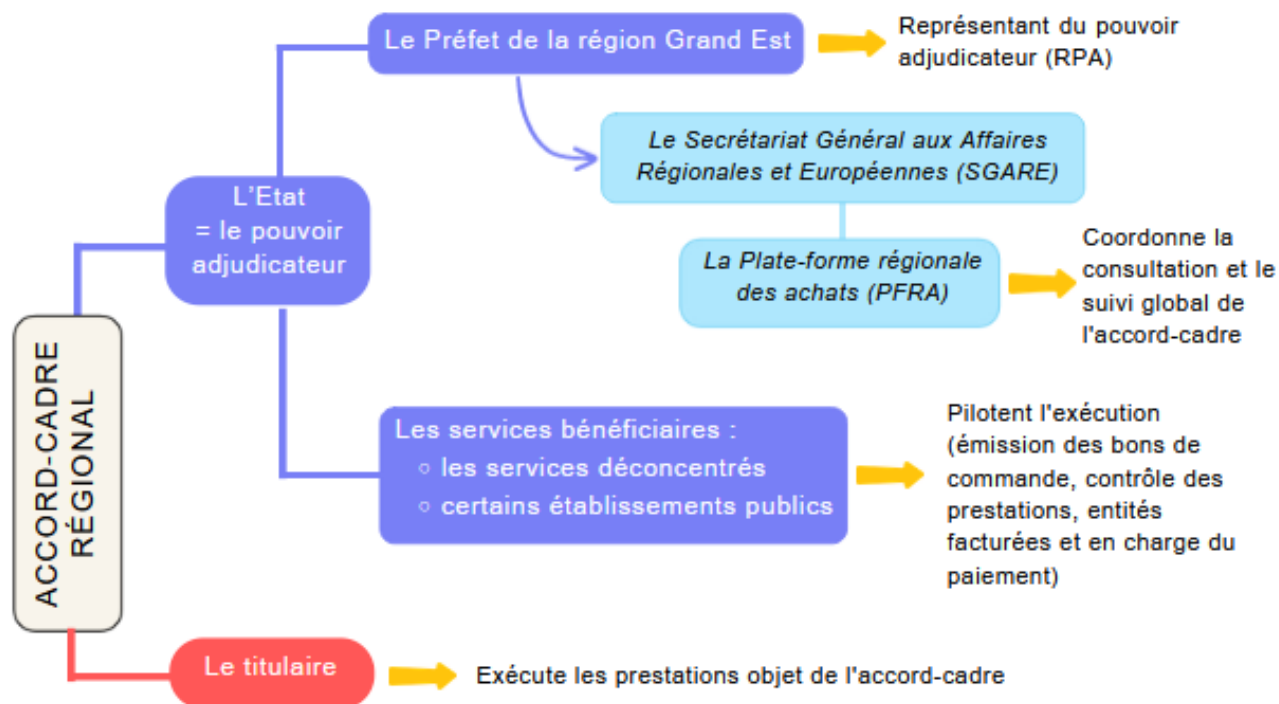 Le Préfet de la région Grand Est
Représentant du pouvoir
adjudicateur (RPA)
Le Secrétariat Général aux Affaires
Régionales et Européennes (SGARE)
L'Etat
= le pouvoir
adjudicateur
La Plate-forme régionale
des achats (PFRA)
Coordonne la
consultation et le
suivi global de
l'accord-cadre
ACCORD-CADRE
RÉGIONAL
Les services bénéficiaires :
○ les services déconcentrés
○ certains établissements publics
Pilotent l'exécution
(émission des bons de
commande, contrôle des
prestations, entités
facturées et en charge du
paiement)
Le titulaire
Exécute les prestations objet de l'accord-cadre